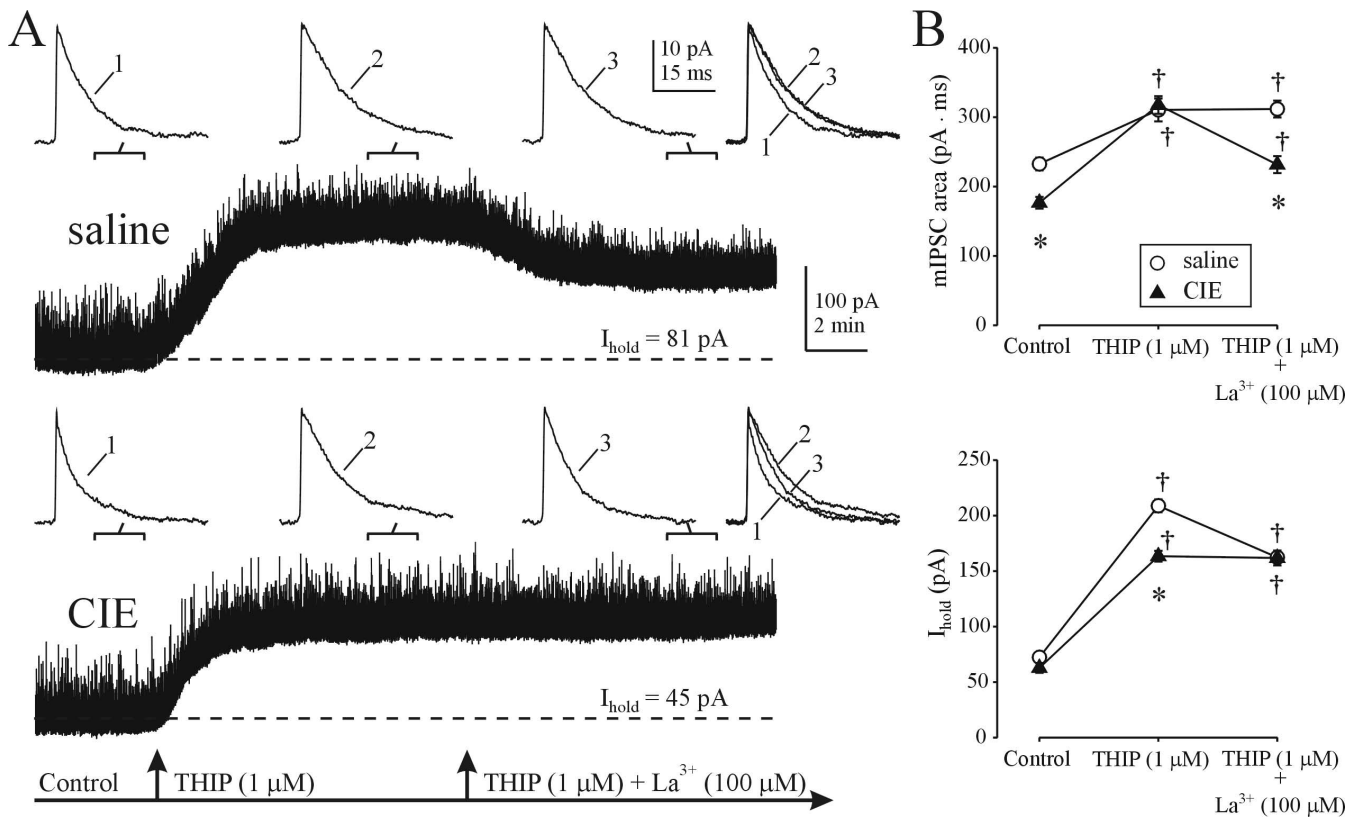 A
1
2
3
10 pA
15 ms
2
3
1
saline
100 pA
2 min
I_hold = 81 pA
1
2
3
2
3
1
CIE
I_hold = 45 pA
Control
THIP (1 μM)
THIP (1 μM) + La³⁺ (100 μM)
B
mIPSC area (pA · ms)
400
300
200
100
0
†
†
†
†
*
*
saline
CIE
Control
THIP (1 μM)
THIP (1 μM)
+
La³⁺ (100 μM)
I_hold (pA)
250
200
150
100
50
0
†
†
†
†
*
Control
THIP (1 μM)
THIP (1 μM)
+
La³⁺ (100 μM)